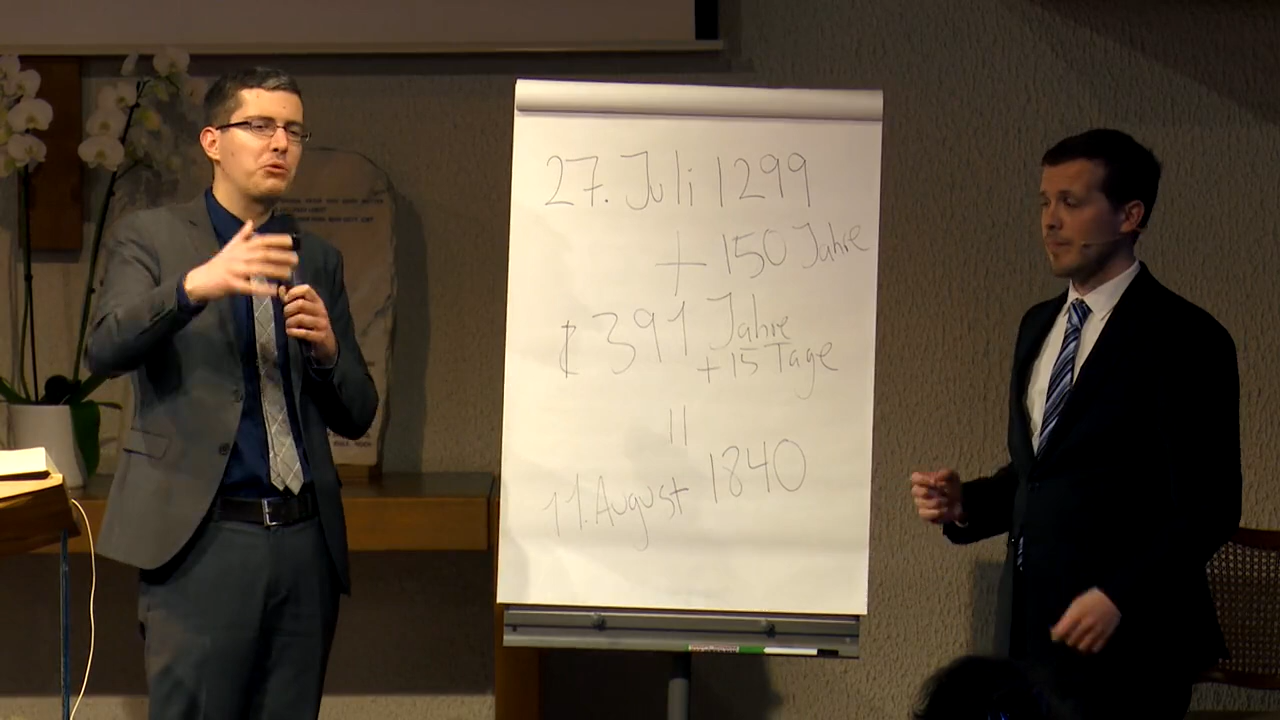 27. Juli 1299
+ 150 Jahre
+ 391 Jahre
+ 15 Tage
=
11. August 1840